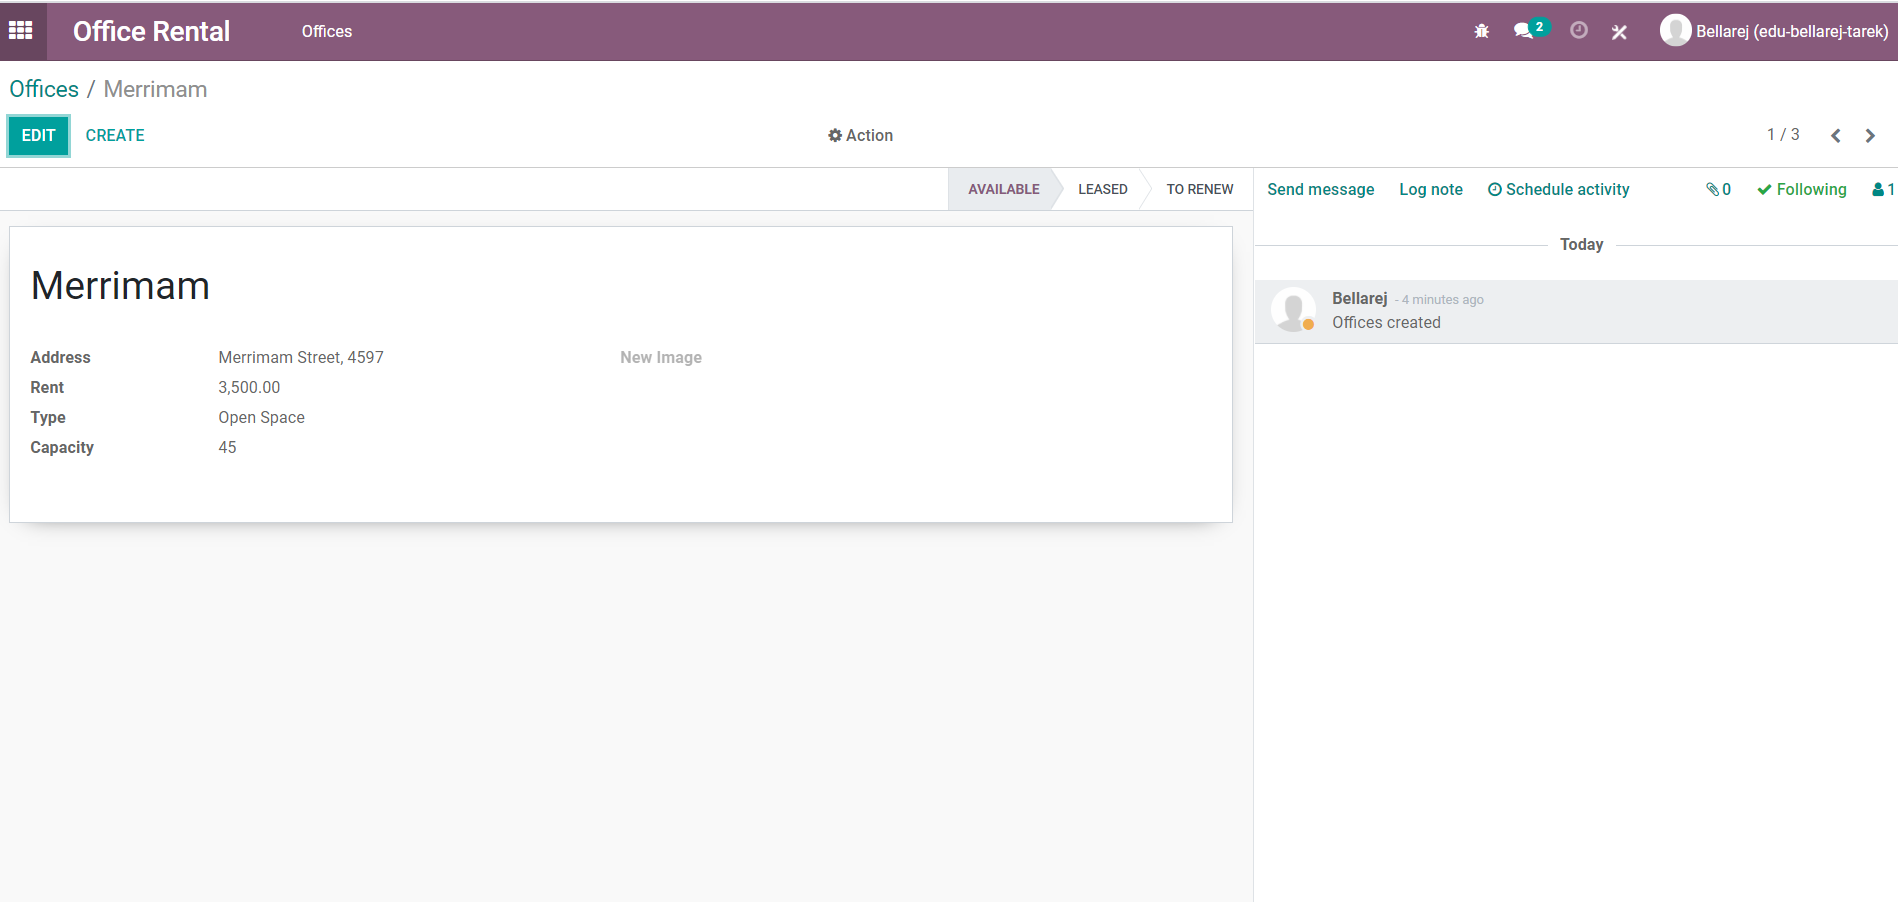 Office Rental Offices 2 Bellarej (edu-bellarej-tarek)
Offices / Merrimam
EDIT CREATE Action 1 / 3
AVAILABLE LEASED TO RENEW
Merrimam
Address Merrimam Street, 4597 New Image
Rent 3,500.00
Type Open Space
Capacity 45
Send message Log note Schedule activity 0 Following 1
Today
Bellarej - 4 minutes ago
Offices created